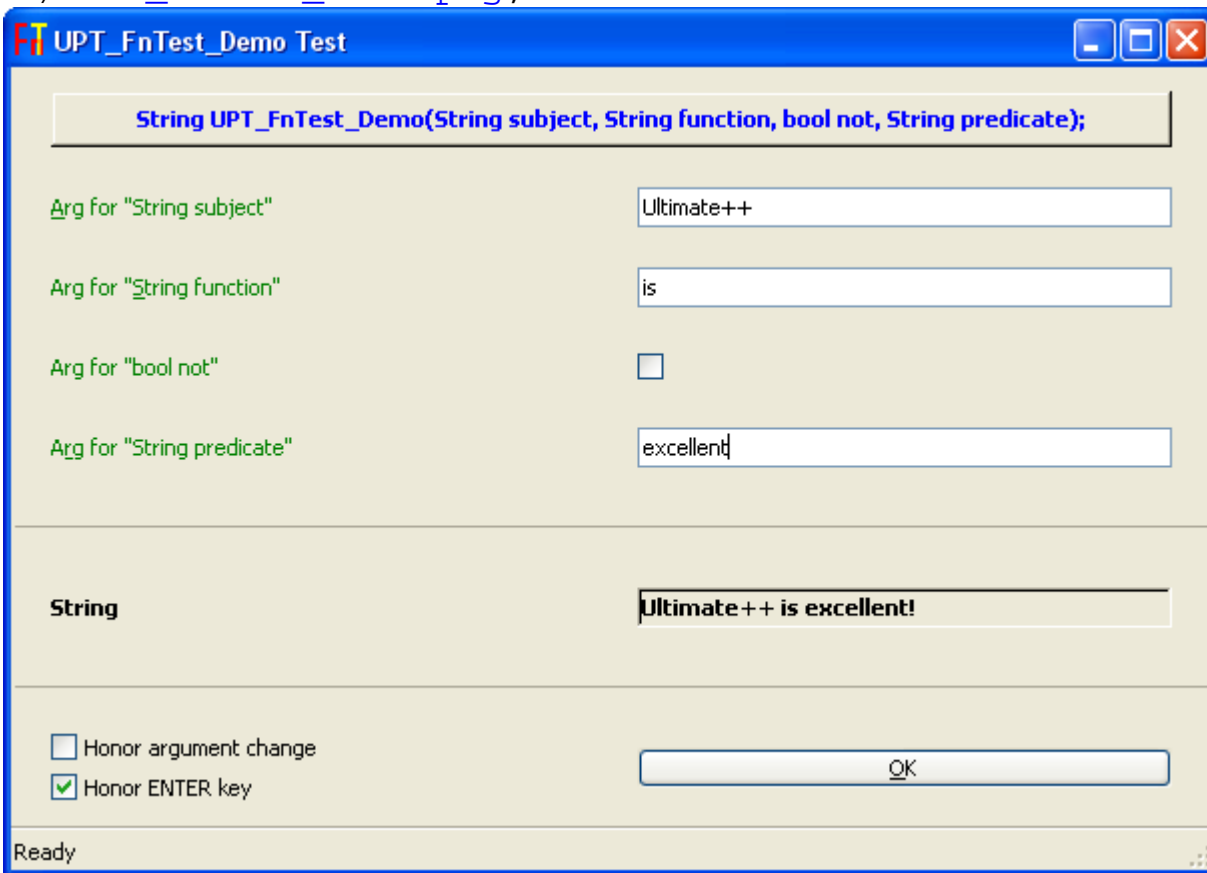 UPT_FnTest_Demo Test
String UPT_FnTest_Demo(String subject, String function, bool not, String predicate);
Arg for "String subject" Ultimate++
Arg for "String function" is
Arg for "bool not"
Arg for "String predicate" excellent
String Ultimate++ is excellent!
Honor argument change
OK
Honor ENTER key
Ready